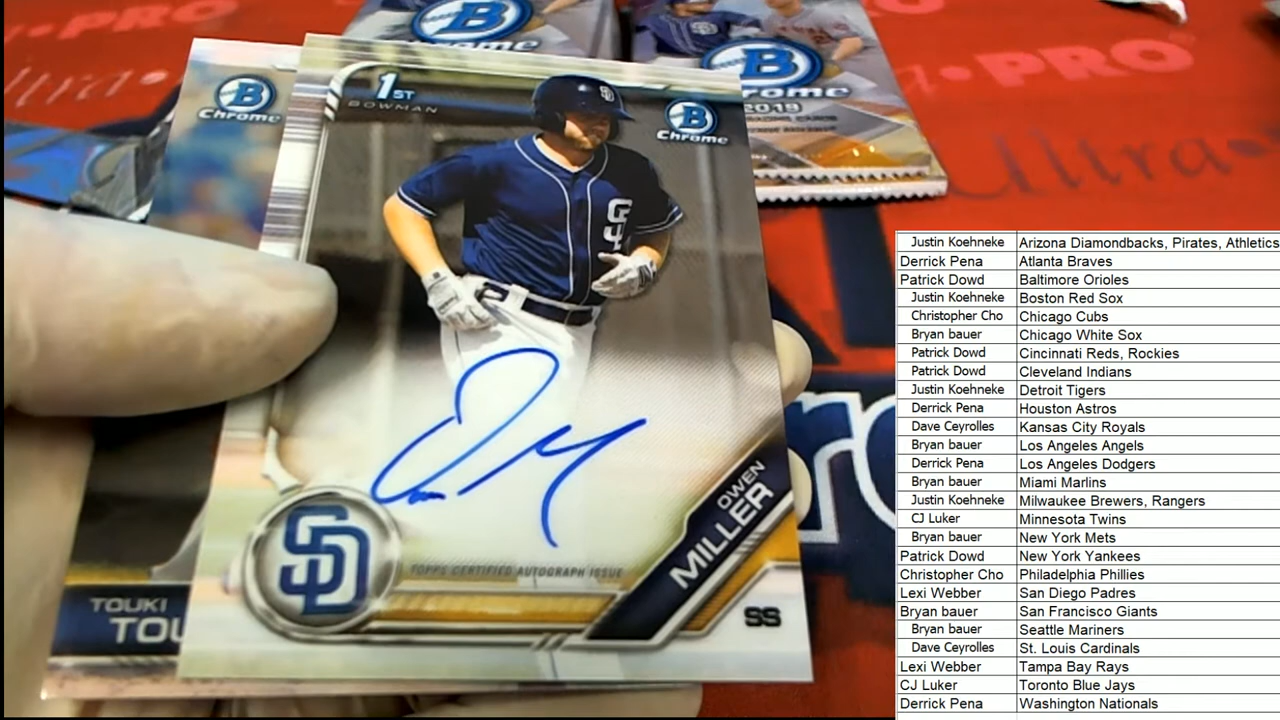 B
Chrome
B
Chrome
2019
Ultra
PRO
PRO
Ultra
B
Chrome
1ST
BOWMAN
B
Chrome
SD
OWEN
MILLER
SD
TOPPS CERTIFIED AUTOGRAPH ISSUE
SS
TOUKI
TOU
Justin Koehneke Arizona Diamondbacks, Pirates, Athletics
Derrick Pena Atlanta Braves
Patrick Dowd Baltimore Orioles
Justin Koehneke Boston Red Sox
Christopher Cho Chicago Cubs
Bryan bauer Chicago White Sox
Patrick Dowd Cincinnati Reds, Rockies
Patrick Dowd Cleveland Indians
Justin Koehneke Detroit Tigers
Derrick Pena Houston Astros
Dave Ceyrolles Kansas City Royals
Bryan bauer Los Angeles Angels
Derrick Pena Los Angeles Dodgers
Bryan bauer Miami Marlins
Justin Koehneke Milwaukee Brewers, Rangers
CJ Luker Minnesota Twins
Bryan bauer New York Mets
Patrick Dowd New York Yankees
Christopher Cho Philadelphia Phillies
Lexi Webber San Diego Padres
Bryan bauer San Francisco Giants
Bryan bauer Seattle Mariners
Dave Ceyrolles St. Louis Cardinals
Lexi Webber Tampa Bay Rays
CJ Luker Toronto Blue Jays
Derrick Pena Washington Nationals